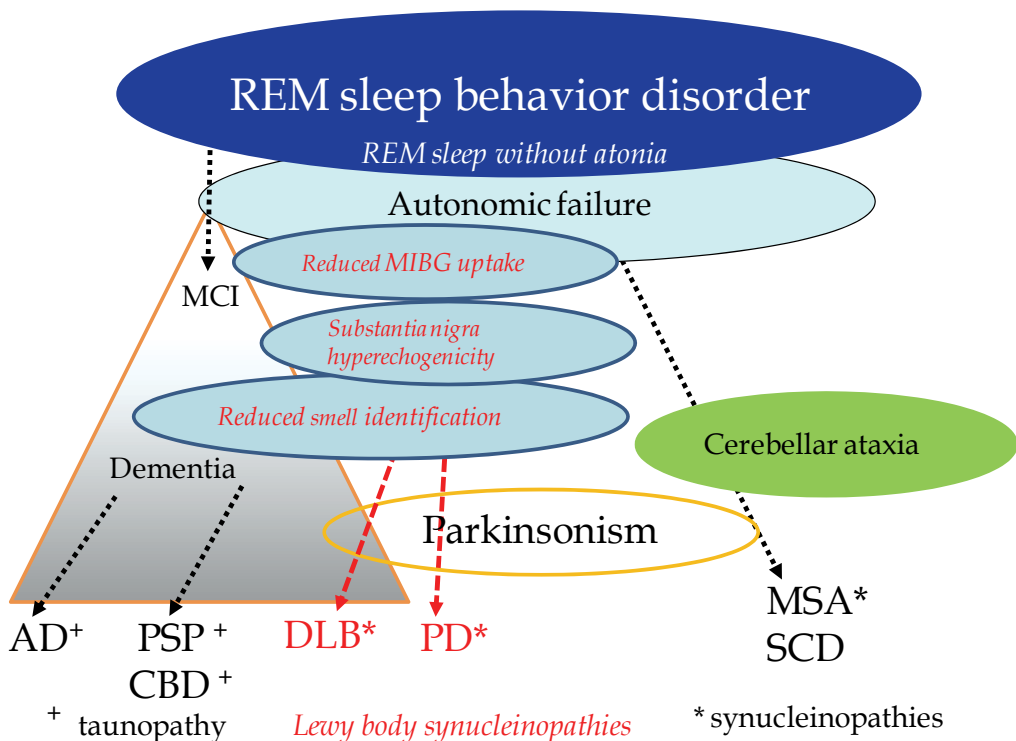 REM sleep behavior disorder
REM sleep without atonia
Autonomic failure
Reduced MIBG uptake
MCI
Substantia nigra
hyperechogenicity
Reduced smell identification
Cerebellar ataxia
Dementia
Parkinsonism
MSA*
SCD
AD+
PSP +
CBD +
DLB*
PD*
+ taunopathy
Lewy body synucleinopathies
* synucleinopathies